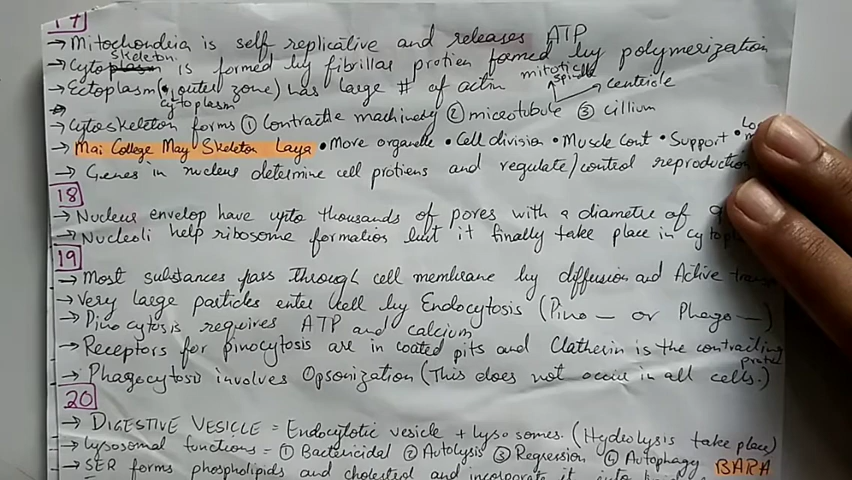 17
→ Mitochondria is self replicative and releases ATP
→ Cytoskeleton is formed by fibrillar protien formed by polymerization
→ Ectoplasm (outer zone) has large # of actin mitotic spindle centriole
cytoplasm
→ Cytoskeleton forms ① Contractile machinery ② microtubule ③ cillium
→ Mai College May Skeleton Laya • More organelle • Cell division • Muscle Cont • Support •
→ Genes in nucleus determine cell protiens and regulate/control reproduction
18
→ Nucleus envelop have upto thousands of pores with a diametre of
→ Nucleoli help ribosome formation but it finally take place in
19
→ Most substances pass through cell membrane by diffusion and Active
→ Very large particles enter cell by Endocytosis (Pino — or Phago —)
→ Pinocytosis requires ATP and calcium
→ Receptors for pinocytosis are in coated pits and Clatherin is the contractiling protel
→ Phagocytosis involves Opsonization (This does not occur in all cells.)
20
→ DIGESTIVE VESICLE = Endocytotic vesicle + lysosomes. (Hydrolysis take place)
→ Lysosomal functions = ① Bactericidal ② Autolysis ③ Regression ④ Autophagy BARA
→ SER forms phospholipids and cholestrol and incorporate it into